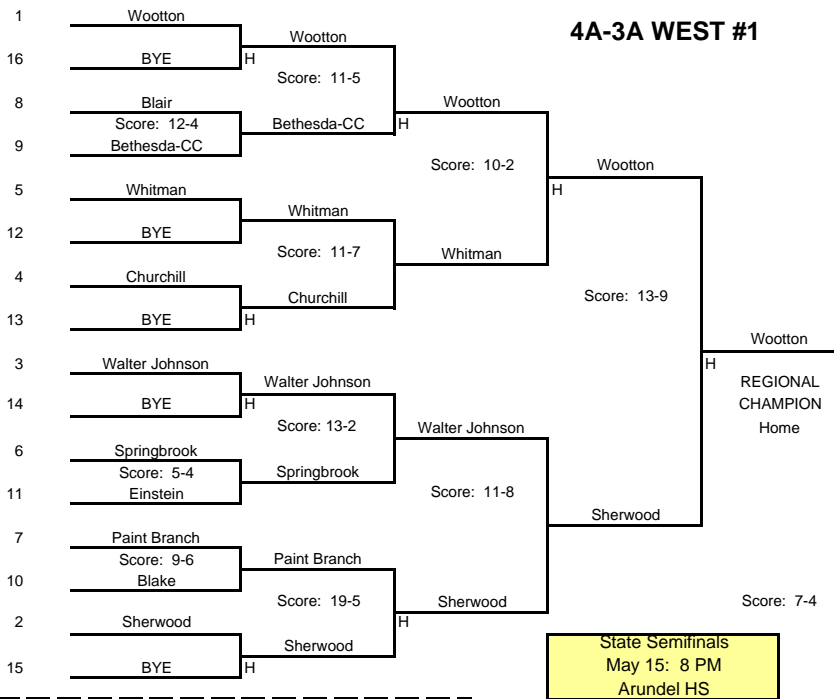 4A-3A WEST #1
1 Wootton
16 BYE H
Wootton
Score: 11-5
8 Blair
Score: 12-4
9 Bethesda-CC
Bethesda-CC H
Wootton
Score: 10-2
5 Whitman
12 BYE
Whitman
Score: 11-7
4 Churchill
13 BYE H
Churchill
Whitman
Wootton
H
Score: 13-9
3 Walter Johnson
14 BYE H
Walter Johnson
Score: 13-2
6 Springbrook
Score: 5-4
11 Einstein
Springbrook
Walter Johnson
Score: 11-8
7 Paint Branch
Score: 9-6
10 Blake
Paint Branch
Score: 19-5
2 Sherwood
15 BYE H
Sherwood
Sherwood
H
Sherwood
Wootton
H
REGIONAL
CHAMPION
Home
Score: 7-4
State Semifinals
May 15: 8 PM
Arundel HS